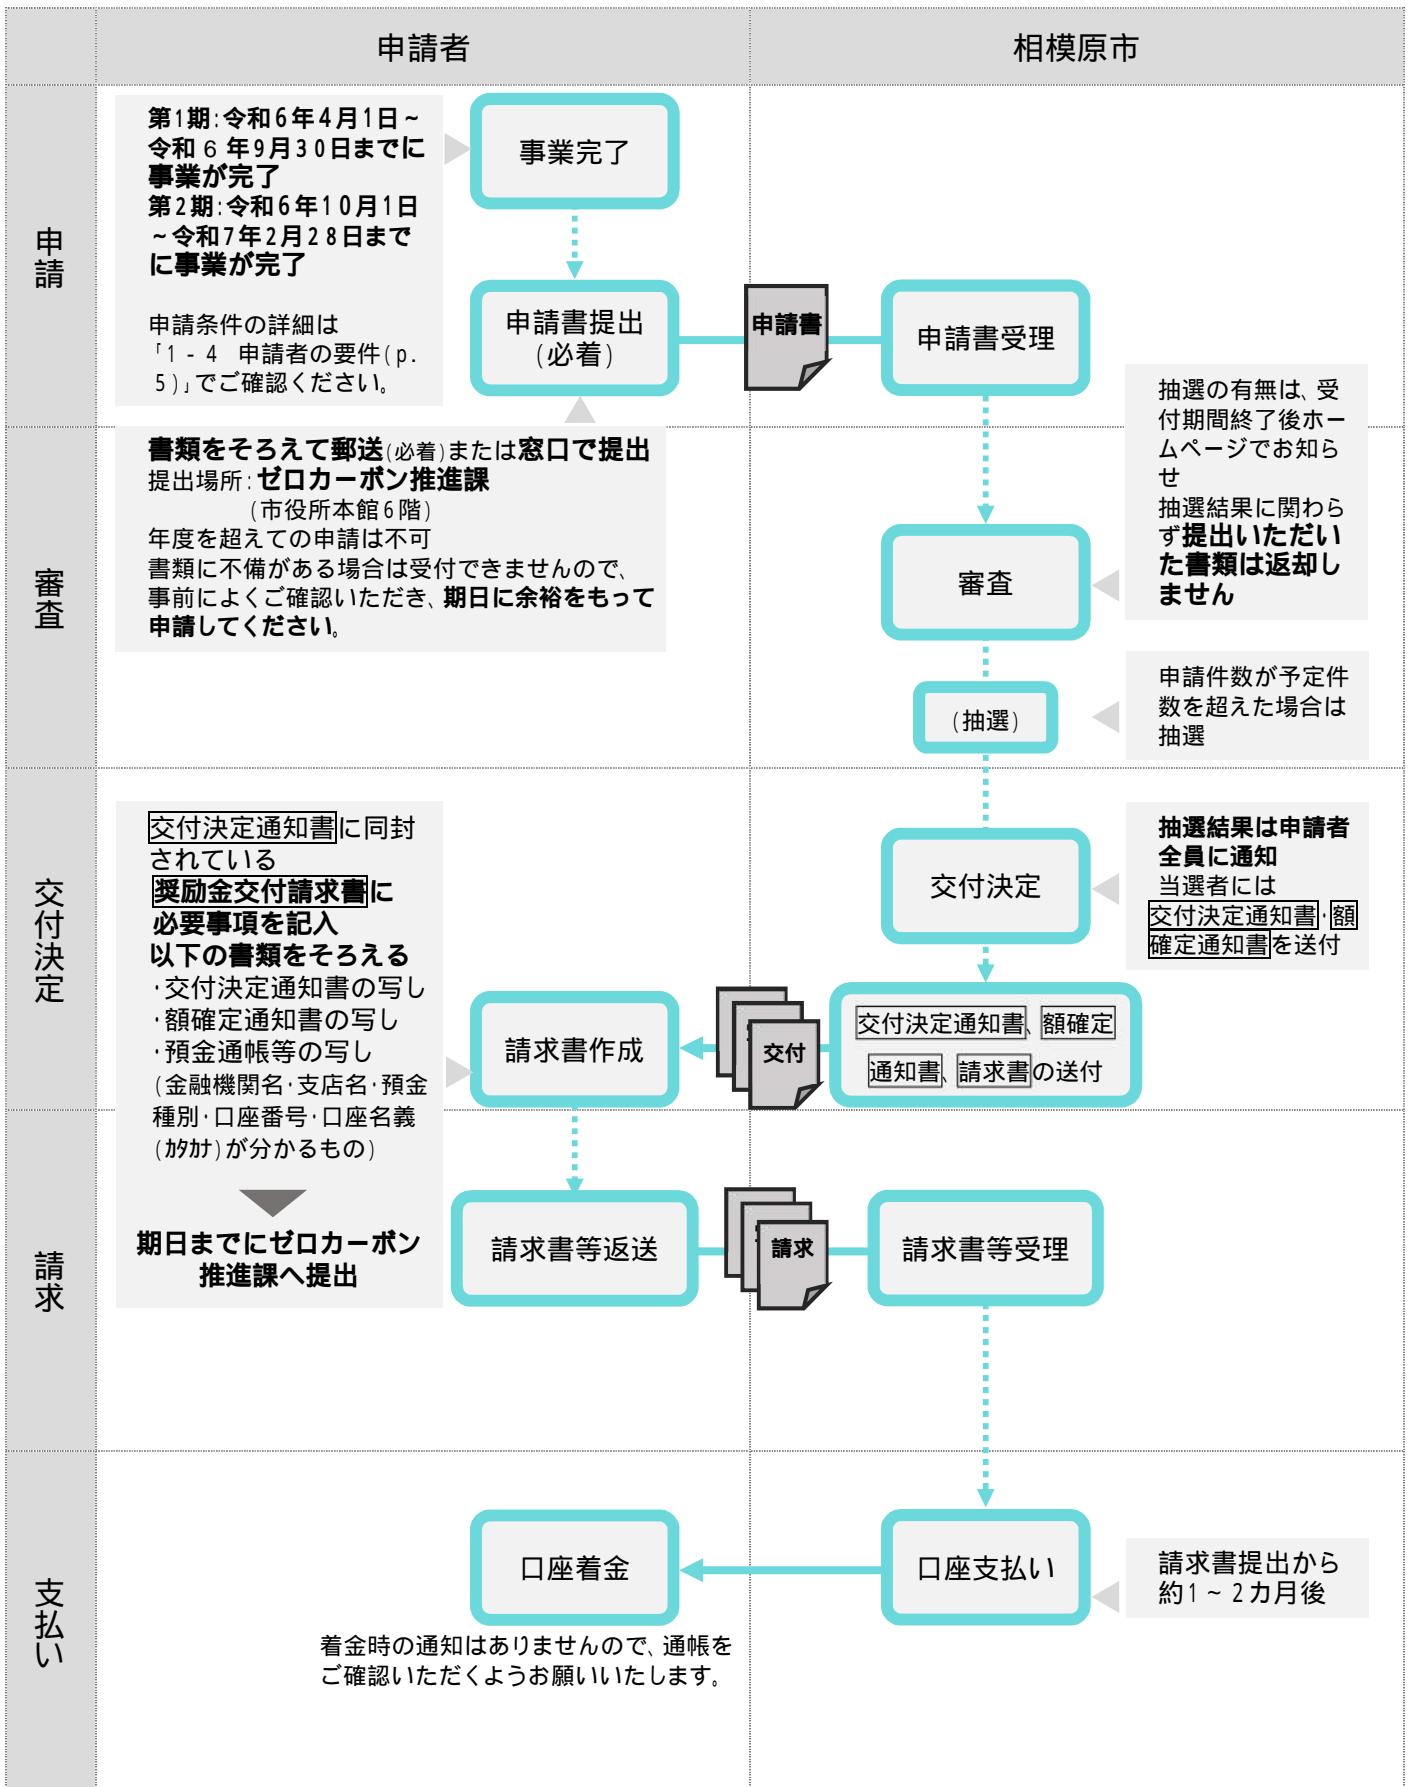 申請者
相模原市
申請
第1期:令和6年4月1日~
令和6年9月30日までに
事業が完了
第2期:令和6年10月1日
~令和7年2月28日まで
に事業が完了
申請条件の詳細は
「1-4 申請者の要件(p.
5)」でご確認ください。
事業完了
申請書提出
(必着)
申請書
申請書受理
審査
書類をそろえて郵送(必着)または窓口で提出
提出場所:ゼロカーボン推進課
(市役所本館6階)
年度を超えての申請は不可
書類に不備がある場合は受付できませんので、
事前によくご確認いただき、期日に余裕をもって
申請してください。
抽選の有無は、受
付期間終了後ホー
ムページでお知ら
せ
抽選結果に関わら
ず提出いただい
た書類は返却し
ません
審査
(抽選)
申請件数が予定件
数を超えた場合は
抽選
交付決定
交付決定通知書に同封
されている
奨励金交付請求書に
必要事項を記入
以下の書類をそろえる
・交付決定通知書の写し
・額確定通知書の写し
・預金通帳等の写し
(金融機関名・支店名・預金
種別・口座番号・口座名義
(カタカナ)が分かるもの)
期日までにゼロカーボン
推進課へ提出
交付決定
抽選結果は申請者
全員に通知
当選者には
交付決定通知書・額
確定通知書を送付
請求書作成
交付
交付決定通知書、額確定
通知書、請求書の送付
請求
請求書等返送
請求
請求書等受理
支払い
口座着金
口座支払い
請求書提出から
約1~2カ月後
着金時の通知はありませんので、通帳を
ご確認いただくようお願いいたします。